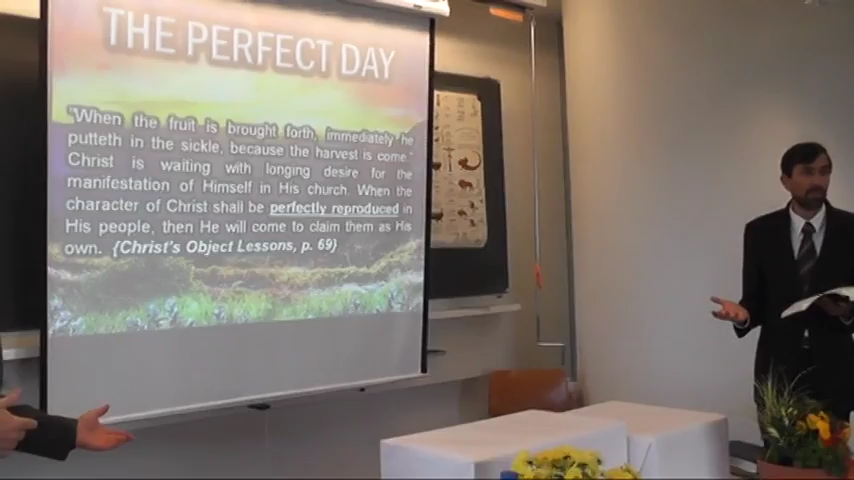 THE PERFECT DAY
"When the fruit is brought forth, immediately he
putteth in the sickle, because the harvest is come."
Christ is waiting with longing desire for the
manifestation of Himself in His church. When the
character of Christ shall be perfectly reproduced in
His people, then He will come to claim them as His
own. {Christ's Object Lessons, p. 69)